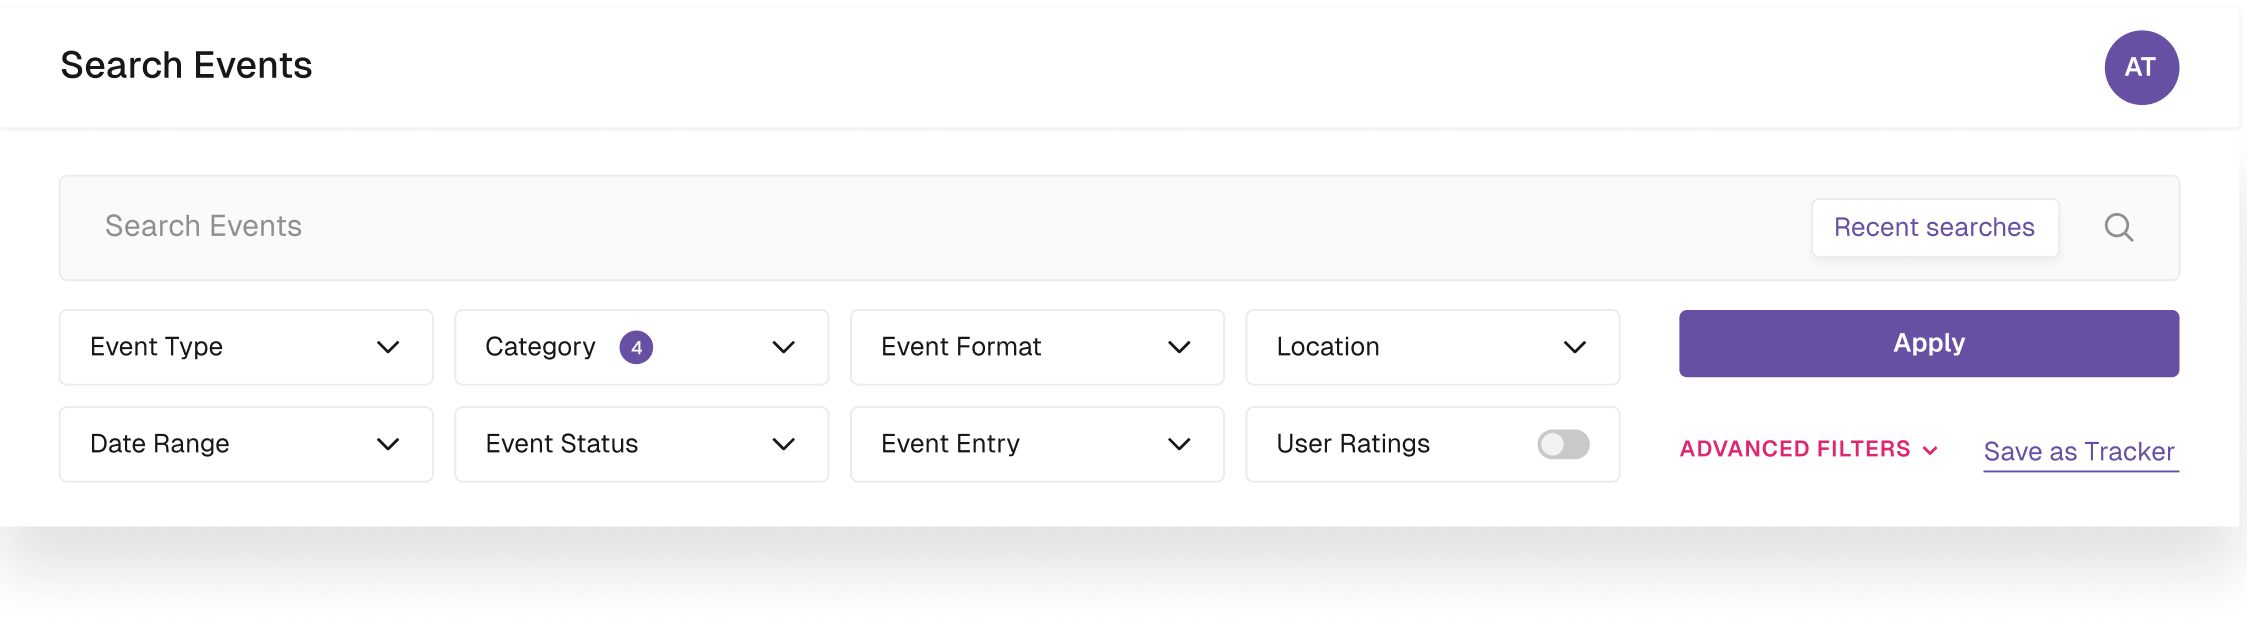 Search Events
AT
Search Events
Recent searches
Event Type
Category 4
Event Format
Location
Apply
Date Range
Event Status
Event Entry
User Ratings
ADVANCED FILTERS
Save as Tracker